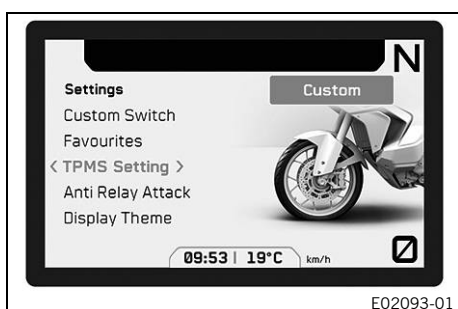 N
Settings
Custom
Custom Switch
Favourites
< TPMS Setting >
Anti Relay Attack
Display Theme
09:53 | 19°C km/h
0
E02093-01